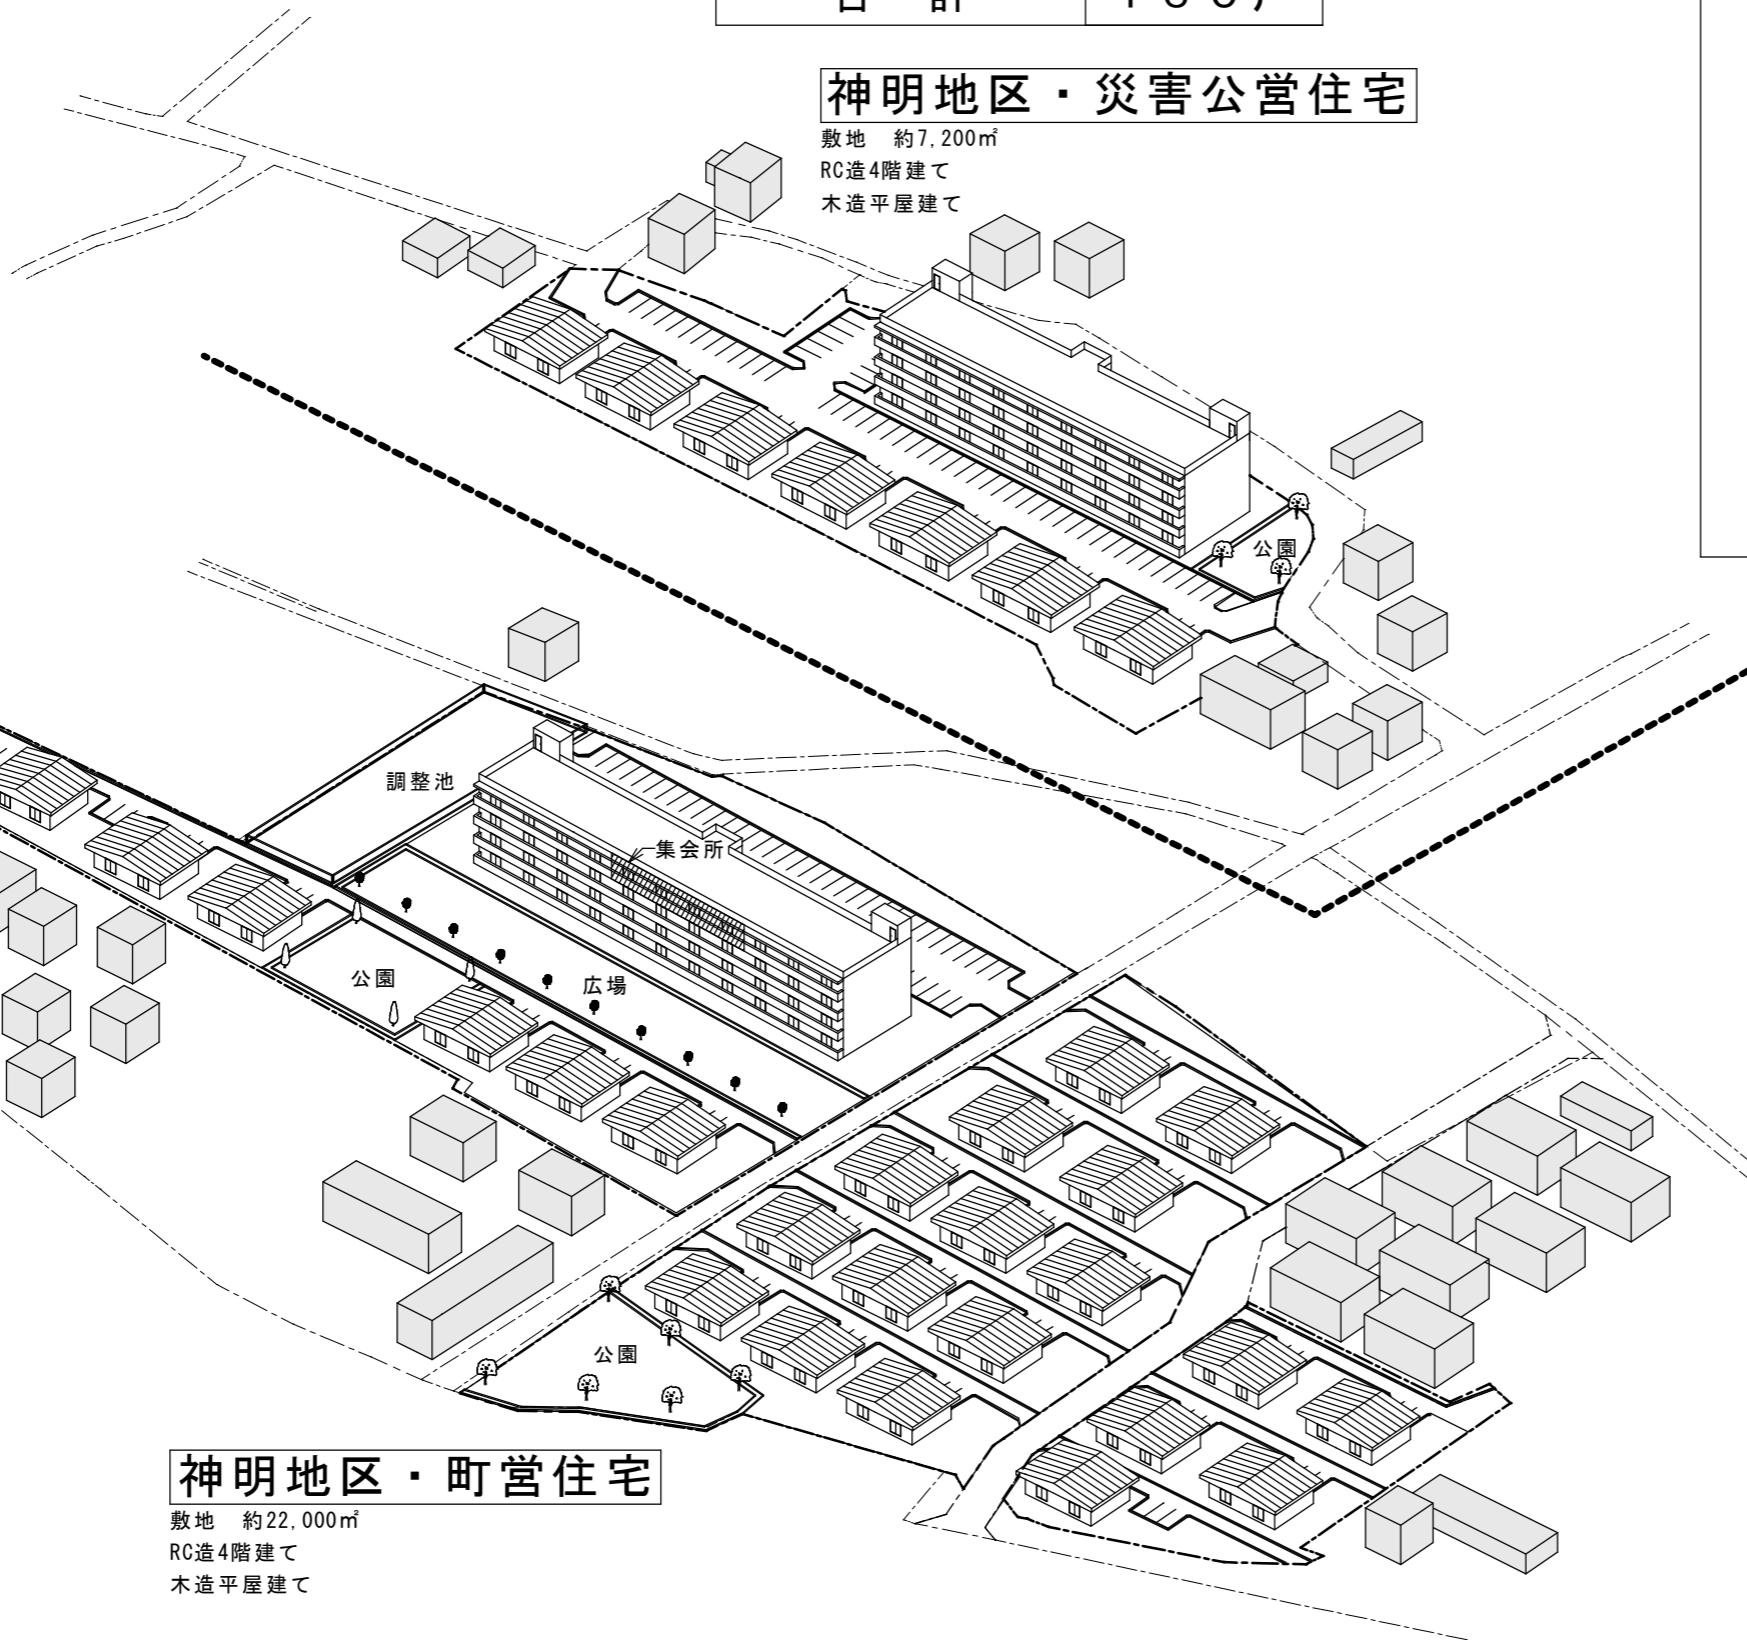 合 計
神明地区・災害公営住宅
敷地 約7,200㎡
RC造4階建て
木造平屋建て
公園
調整池
集会所
公園
広場
公園
神明地区・町営住宅
敷地 約22,000㎡
RC造4階建て
木造平屋建て